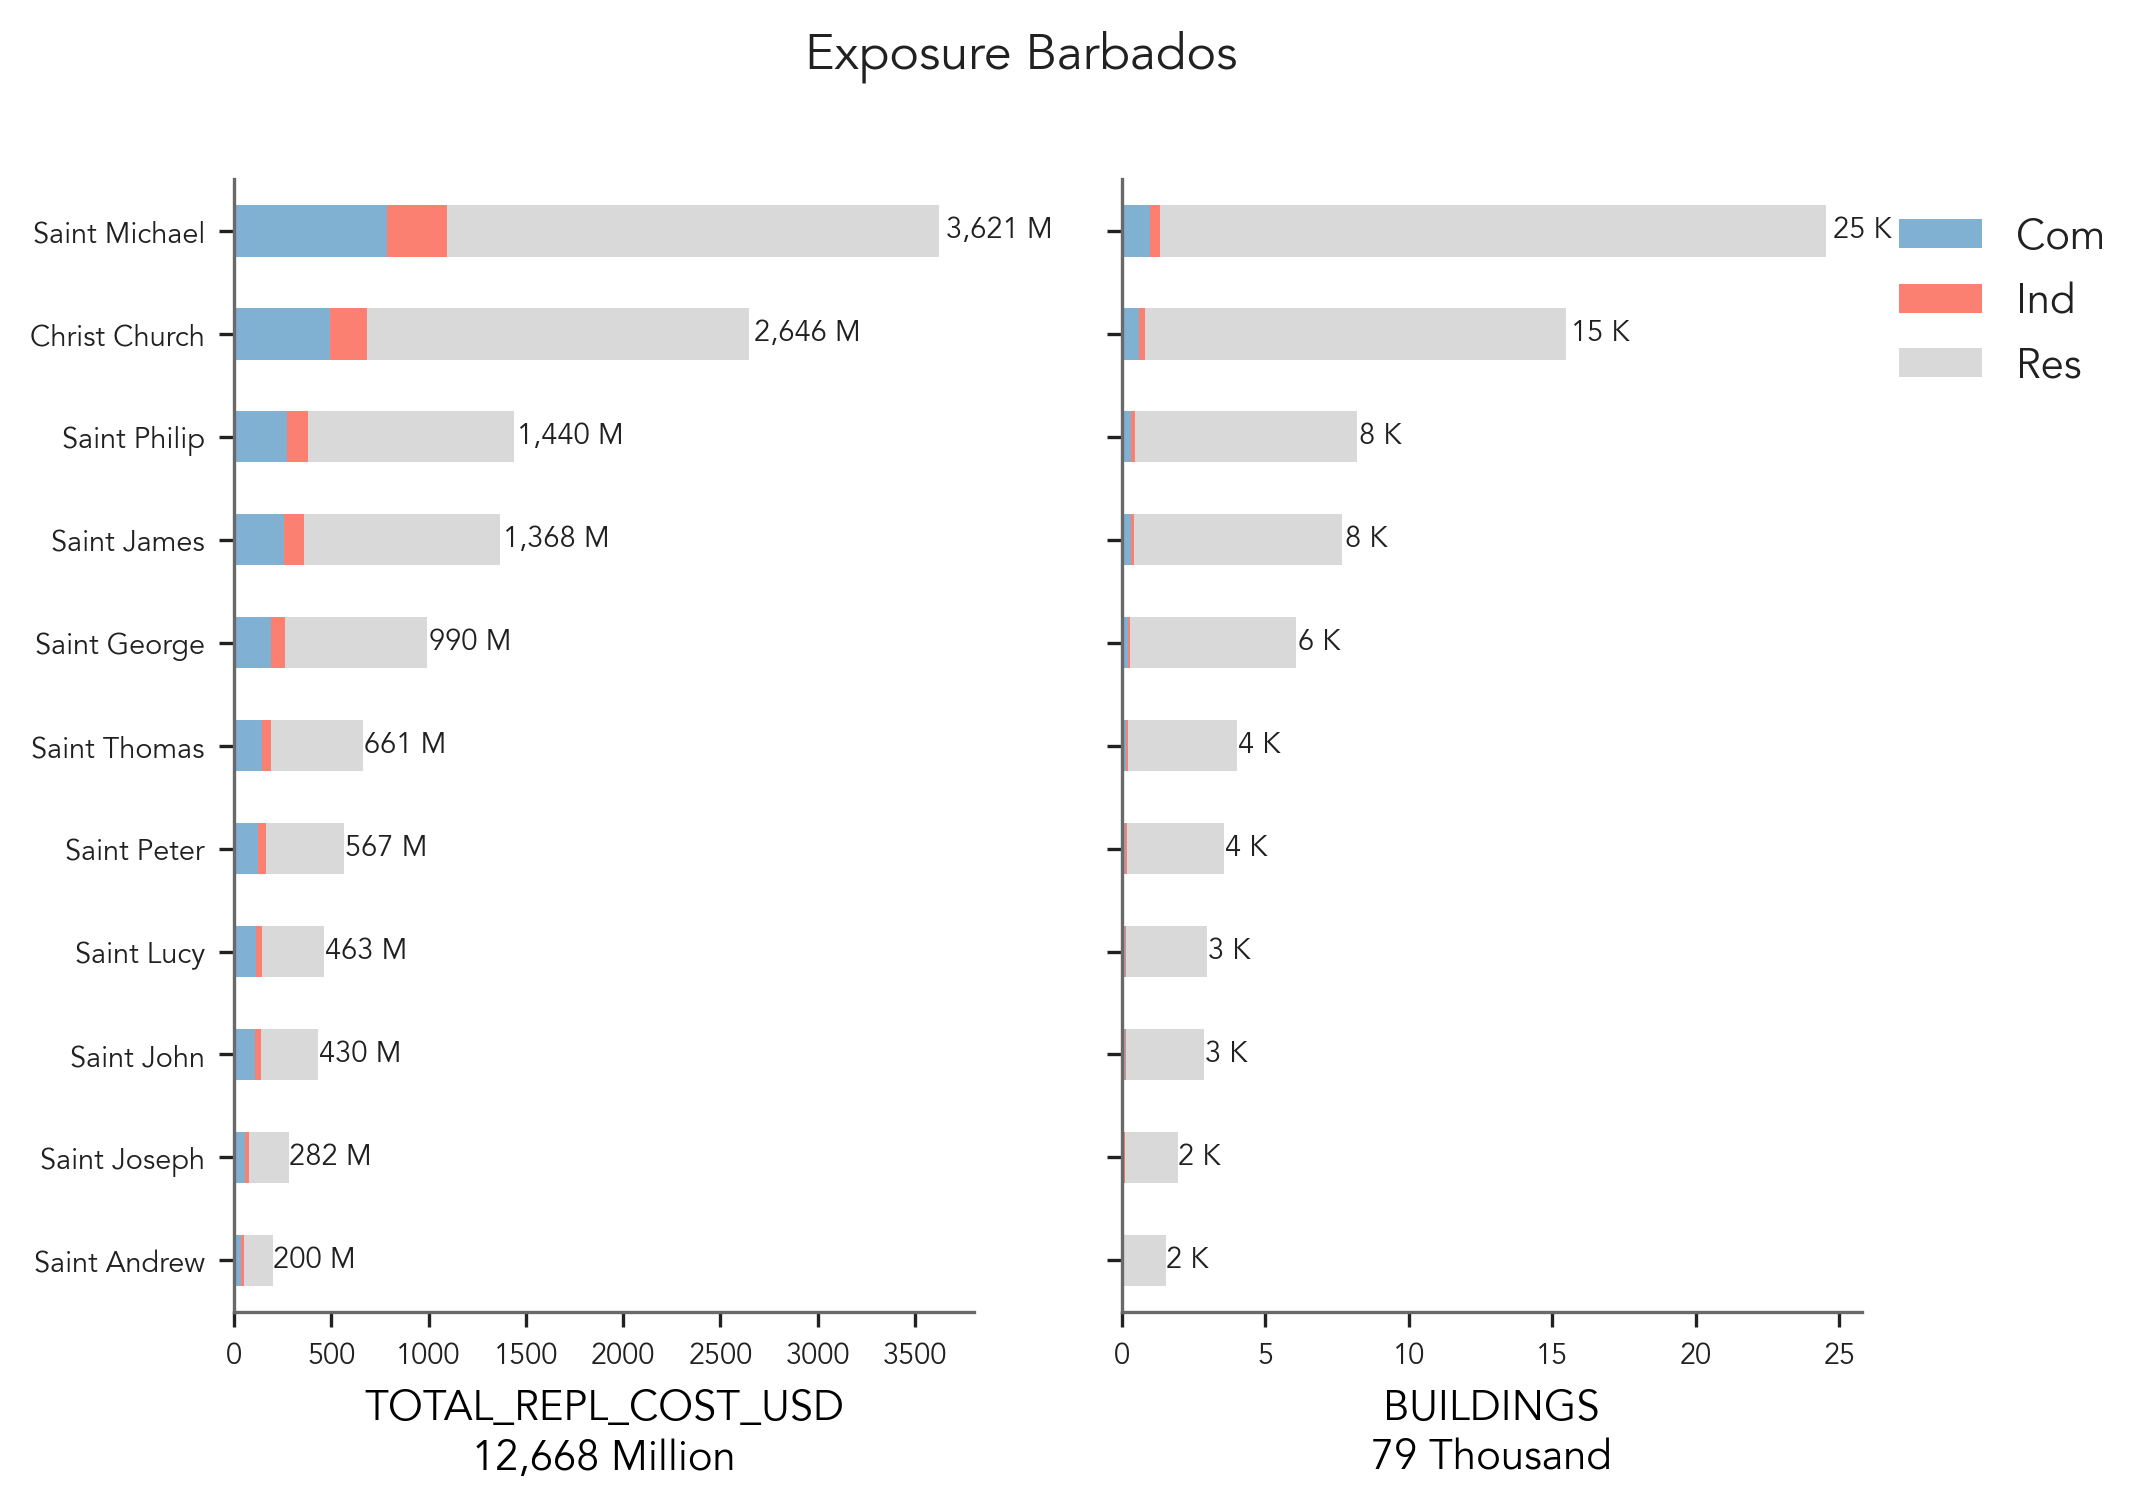 Exposure Barbados
Saint Michael
3,621 M
25 K
Com
Ind
Res
Christ Church
2,646 M
15 K
Saint Philip
1,440 M
8 K
Saint James
1,368 M
8 K
Saint George
990 M
6 K
Saint Thomas
661 M
4 K
Saint Peter
567 M
4 K
Saint Lucy
463 M
3 K
Saint John
430 M
3 K
Saint Joseph
282 M
2 K
Saint Andrew
200 M
2 K
0 500 1000 1500 2000 2500 3000 3500
TOTAL_REPL_COST_USD
12,668 Million
0 5 10 15 20 25
BUILDINGS
79 Thousand